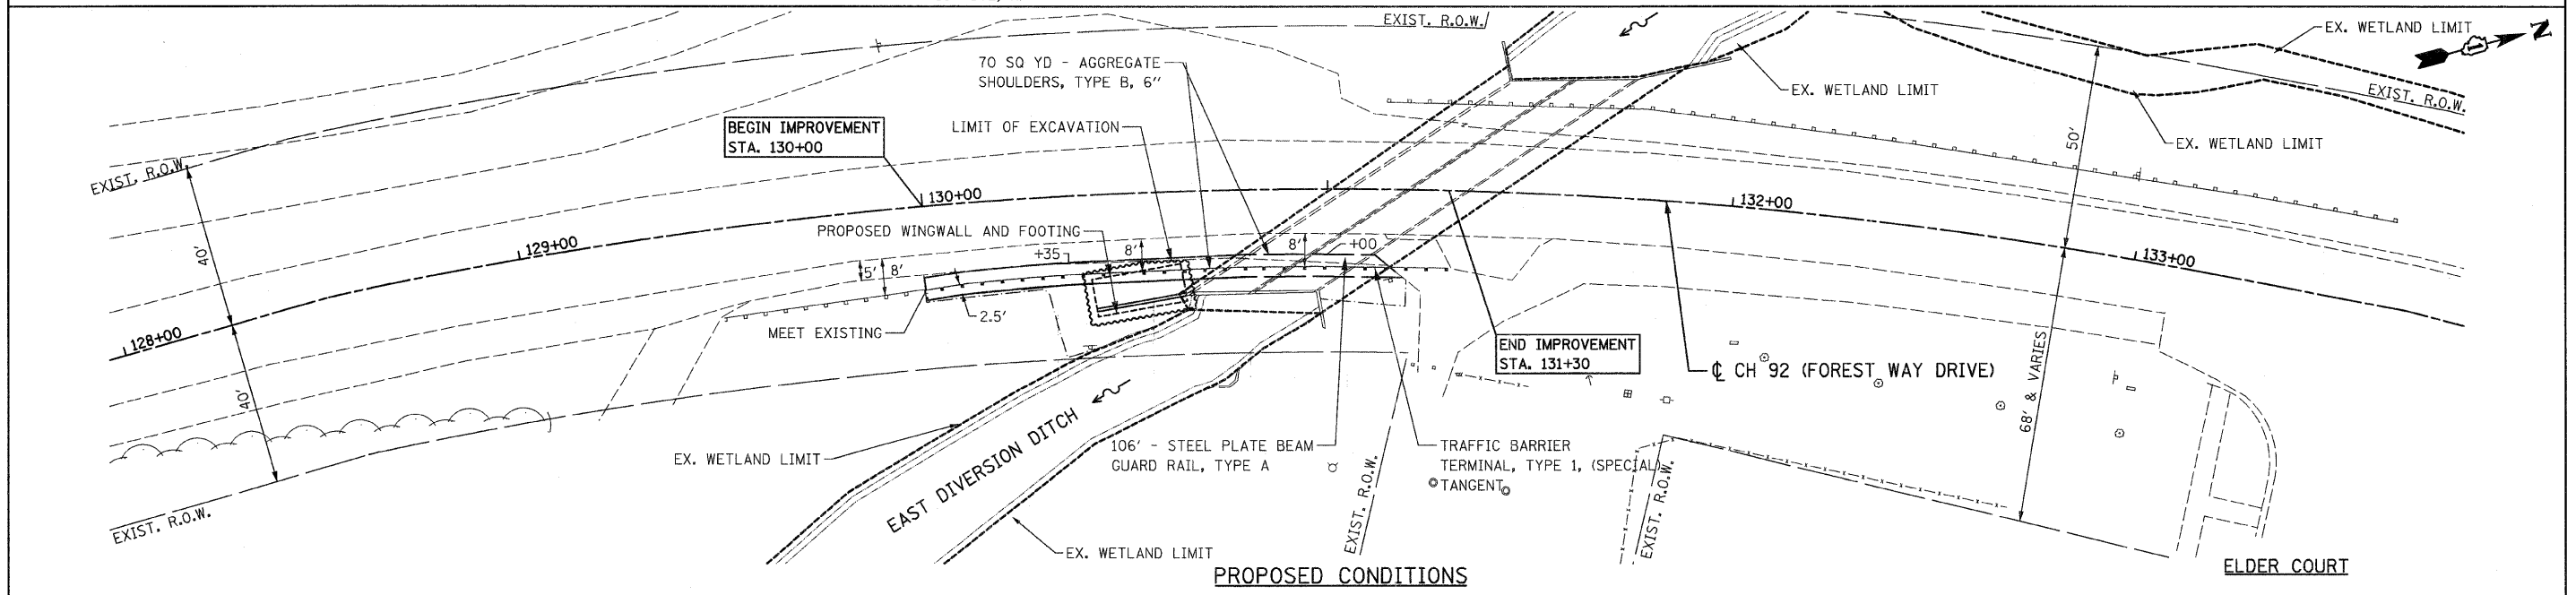 EXIST. R.O.W.
EX. WETLAND LIMIT
N
70 SQ YD - AGGREGATE
SHOULDERS, TYPE B, 6"
EX. WETLAND LIMIT
EXIST. R.O.W.
BEGIN IMPROVEMENT
STA. 130+00
LIMIT OF EXCAVATION
50'
EX. WETLAND LIMIT
EXIST. R.O.W.
130+00
132+00
PROPOSED WINGWALL AND FOOTING
129+00
40'
+35
8'
8'
+00
133+00
5'
8'
2.5'
MEET EXISTING
128+00
END IMPROVEMENT
STA. 131+30
℄ CH 92 (FOREST WAY DRIVE)
68' & VARIES
40'
EX. WETLAND LIMIT
EAST DIVERSION DITCH
106' - STEEL PLATE BEAM
GUARD RAIL, TYPE A
TRAFFIC BARRIER
TERMINAL, TYPE 1, (SPECIAL)
TANGENT
EXIST. R.O.W.
EXIST. R.O.W.
EXIST. R.O.W.
EX. WETLAND LIMIT
PROPOSED CONDITIONS
ELDER COURT